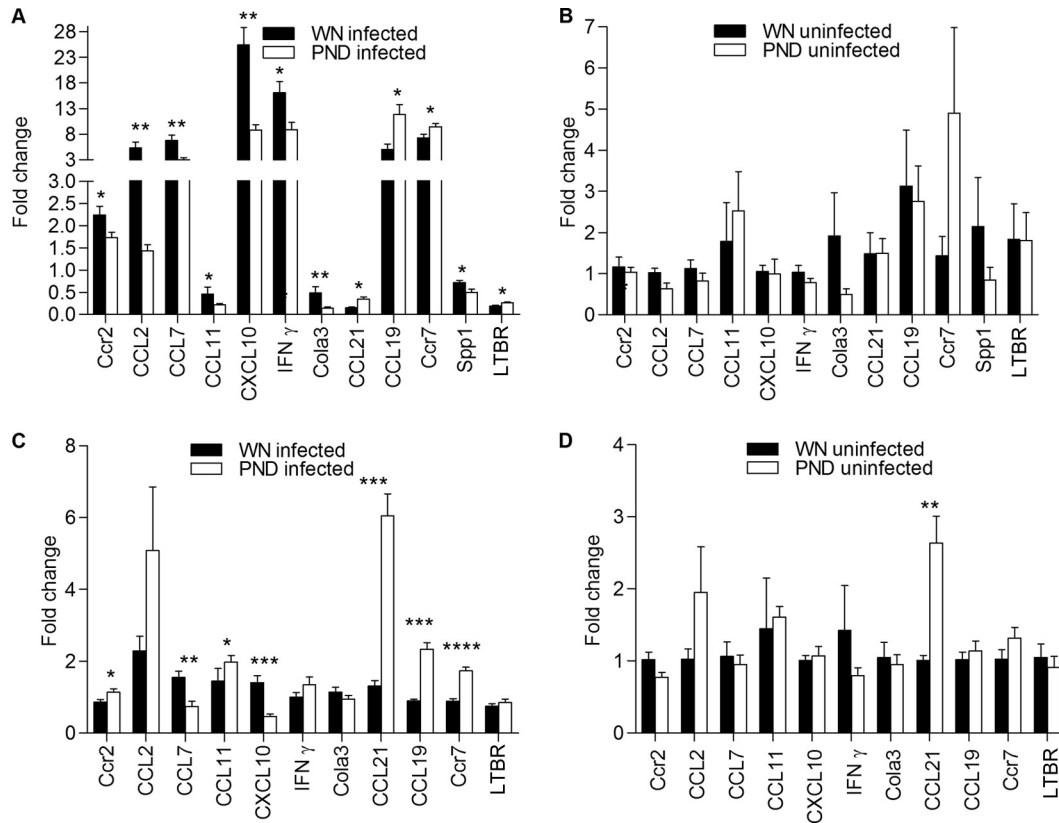 A
WN infected
PND infected
Fold change
28
23
18
13
8
3
3.0
2.5
2.0
1.5
1.0
0.5
0.0
*
**
**
*
**
*
**
*
*
*
*
*
Ccr2
CCL2
CCL7
CCL11
CXCL10
IFN γ
Cola3
CCL21
CCL19
Ccr7
Spp1
LTBR
B
WN uninfected
PND uninfected
Fold change
7
6
5
4
3
2
1
0
Ccr2
CCL2
CCL7
CCL11
CXCL10
IFN γ
Cola3
CCL21
CCL19
Ccr7
Spp1
LTBR
C
WN infected
PND infected
Fold change
8
6
4
2
0
*
**
*
***
***
***
****
Ccr2
CCL2
CCL7
CCL11
CXCL10
IFN γ
Cola3
CCL21
CCL19
Ccr7
LTBR
D
WN uninfected
PND uninfected
Fold change
4
3
2
1
0
**
Ccr2
CCL2
CCL7
CCL11
CXCL10
IFN γ
Cola3
CCL21
CCL19
Ccr7
LTBR